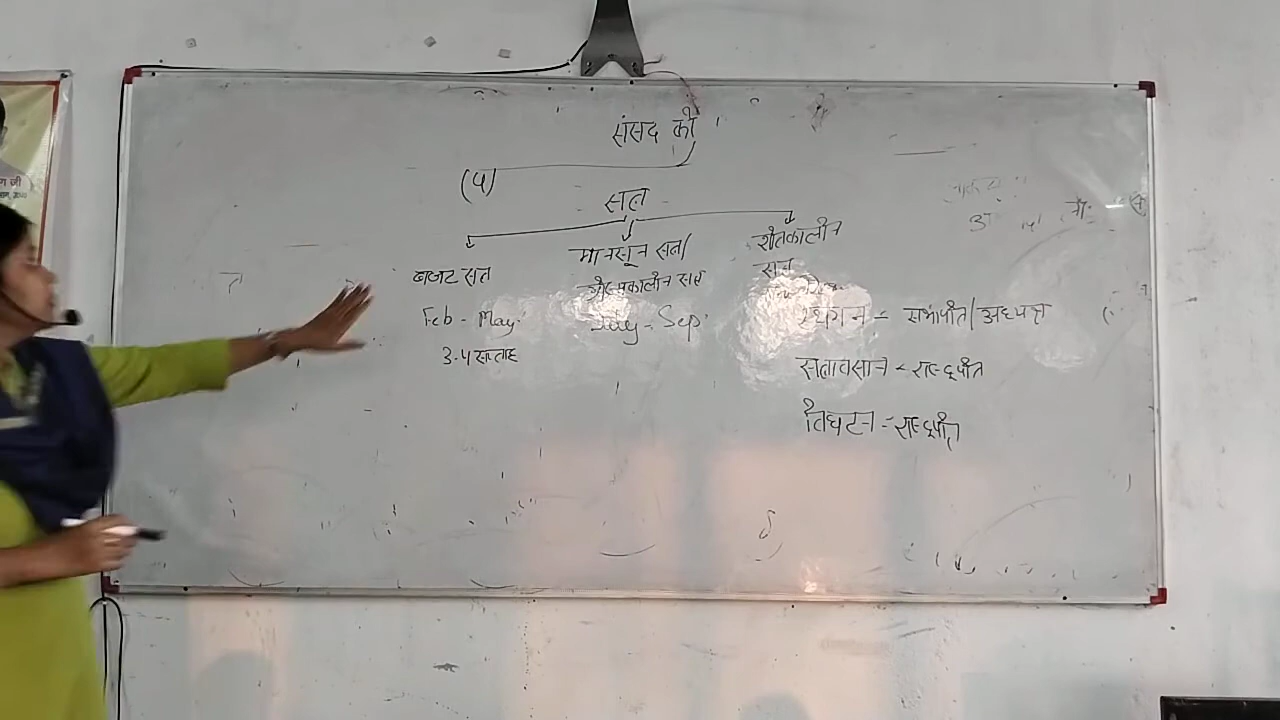 संसद की
(५)
सत्र
बजट सत्र
Feb - May
3-4 सप्ताह
मानसून सत्र/
ग्रीष्मकालीन सत्र
July - Sep
शीतकालीन
सत्र
स्थगन = सभापति/अध्यक्ष
सत्रावसान = राष्ट्रपति
विघटन = राष्ट्रपति